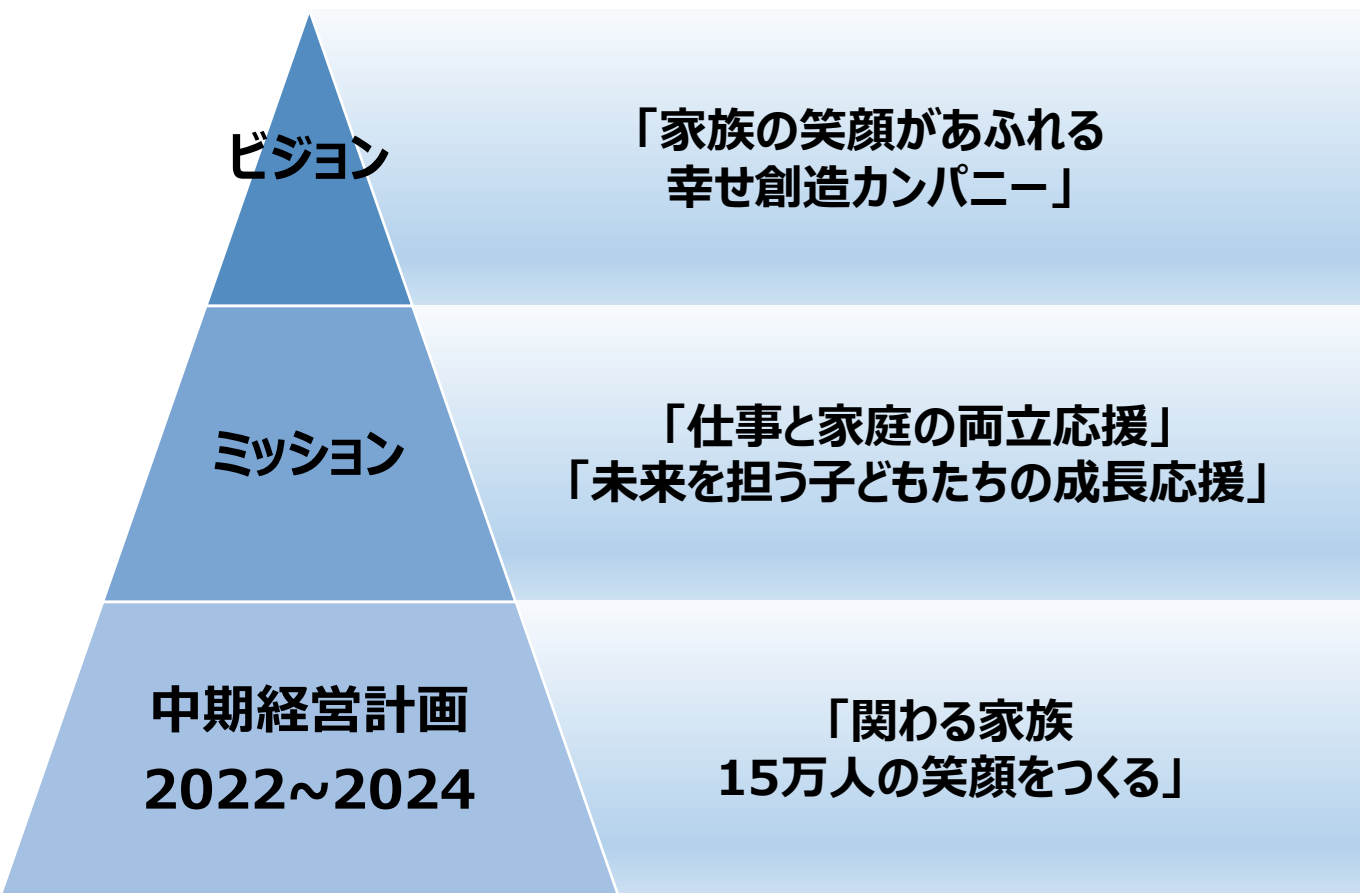 ビジョン
「家族の笑顔があふれる
幸せ創造カンパニー」
ミッション
「仕事と家庭の両立応援」
「未来を担う子どもたちの成長応援」
中期経営計画
2022~2024
「関わる家族
15万人の笑顔をつくる」